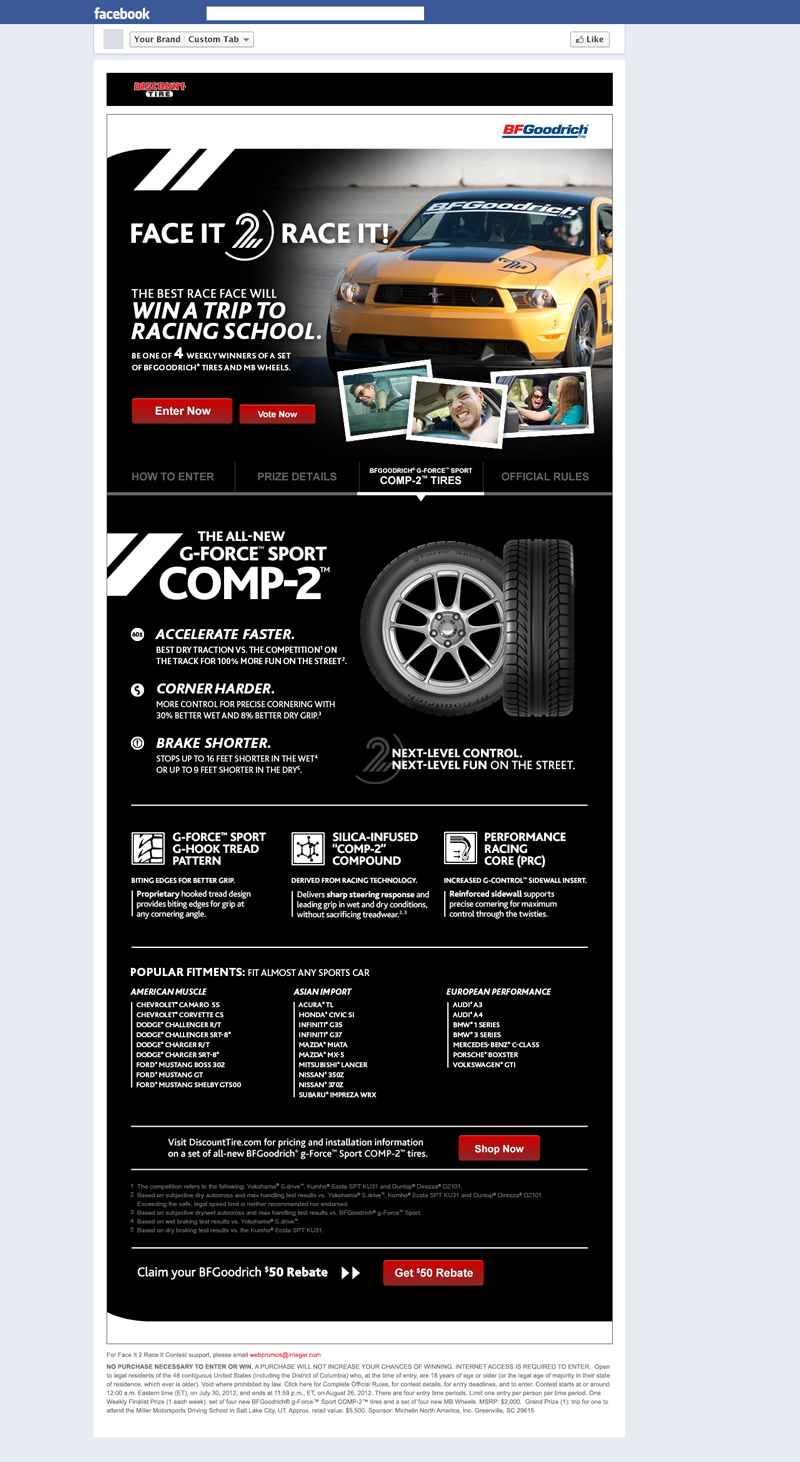 facebook
Your Brand Custom Tab
Like
DISCOUNT
TIRE
BFGoodrich
Tires
BFGoodrich
FACE IT 2 RACE IT!
THE BEST RACE FACE WILL
WIN A TRIP TO
RACING SCHOOL.
BE ONE OF 4 WEEKLY WINNERS OF A SET
OF BFGOODRICH® TIRES AND MB WHEELS.
Enter Now
Vote Now
HOW TO ENTER
PRIZE DETAILS
BFGOODRICH® G-FORCE™ SPORT
COMP-2™ TIRES
OFFICIAL RULES
THE ALL-NEW
G-FORCE™ SPORT
COMP-2™
g-Force Sport
BFGoodrich
60
ACCELERATE FASTER.
BEST DRY TRACTION VS. THE COMPETITION¹ ON
THE TRACK FOR 100% MORE FUN ON THE STREET².
CORNER HARDER.
MORE CONTROL FOR PRECISE CORNERING WITH
30% BETTER WET AND 8% BETTER DRY GRIP.³
BRAKE SHORTER.
STOPS UP TO 16 FEET SHORTER IN THE WET⁴
OR UP TO 9 FEET SHORTER IN THE DRY⁵.
2 NEXT-LEVEL CONTROL.
NEXT-LEVEL FUN ON THE STREET.
G-FORCE™ SPORT
G-HOOK TREAD
PATTERN
BITING EDGES FOR BETTER GRIP.
Proprietary hooked tread design
provides biting edges for grip at
any cornering angle.
SILICA-INFUSED
"COMP-2"
COMPOUND
DERIVED FROM RACING TECHNOLOGY.
Delivers sharp steering response and
leading grip in wet and dry conditions,
without sacrificing treadwear.²,³
PERFORMANCE
RACING
CORE (PRC)
INCREASED G-CONTROL™ SIDEWALL INSERT.
Reinforced sidewall supports
precise cornering for maximum
control through the twisties.
POPULAR FITMENTS: FIT ALMOST ANY SPORTS CAR
AMERICAN MUSCLE
CHEVROLET® CAMARO SS
CHEVROLET® CORVETTE C5
DODGE® CHALLENGER R/T
DODGE® CHALLENGER SRT-8®
DODGE® CHARGER R/T
DODGE® CHARGER SRT-8®
FORD® MUSTANG BOSS 302
FORD® MUSTANG GT
FORD® MUSTANG SHELBY GT500
ASIAN IMPORT
ACURA® TL
HONDA® CIVIC SI
INFINITI® G35
INFINITI® G37
MAZDA® MIATA
MAZDA® MX-5
MITSUBISHI® LANCER
NISSAN® 350Z
NISSAN® 370Z
SUBARU® IMPREZA WRX
EUROPEAN PERFORMANCE
AUDI® A3
AUDI® A4
BMW® 1 SERIES
BMW® 3 SERIES
MERCEDES-BENZ® C-CLASS
PORSCHE® BOXSTER
VOLKSWAGEN® GTI
Visit DiscountTire.com for pricing and installation information
on a set of all-new BFGoodrich® g-Force™ Sport COMP-2™ tires.
Shop Now
1 The competition refers to the following: Yokohama® S.drive™, Kumho® Ecsta SPT KU31 and Dunlop® Direzza® DZ101.
2 Based on subjective dry autocross and max handling test results vs. Yokohama® S.drive™, Kumho® Ecsta SPT KU31 and Dunlop® Direzza® DZ101.
Exceeding the safe, legal speed limit is neither recommended nor endorsed.
3 Based on subjective dry/wet autocross and max handling test results vs. BFGoodrich® g-Force™ Sport.
4 Based on wet braking test results vs. Yokohama® S.drive™.
5 Based on dry braking test results vs. the Kumho® Ecsta SPT KU31.
Claim your BFGoodrich $50 Rebate
Get $50 Rebate
For Face It 2 Race It Contest support, please email webpromos@integer.com
NO PURCHASE NECESSARY TO ENTER OR WIN. A PURCHASE WILL NOT INCREASE YOUR CHANCES OF WINNING. INTERNET ACCESS IS REQUIRED TO ENTER. Open
to legal residents of the 48 contiguous United States (including the District of Columbia) who, at the time of entry, are 18 years of age or older (or the legal age of majority in their state
of residence, which ever is older). Void where prohibited by law. Click here for Complete Official Rules, for contest details, for entry deadlines, and to enter. Contest starts at or around
12:00 a.m. Eastern time (ET), on July 30, 2012, and ends at 11:59 p.m., ET, on August 26, 2012. There are four entry time periods. Limit one entry per person per time period. One
Weekly Finalist Prize (1 each week): set of four new BFGoodrich® g-Force™ Sport COMP-2™ tires and a set of four new MB Wheels. MSRP: $2,000. Grand Prize (1): trip for one to
attend the Miller Motorsports Driving School in Salt Lake City, UT. Approx. retail value: $5,500. Sponsor: Michelin North America, Inc. Greenville, SC 29615